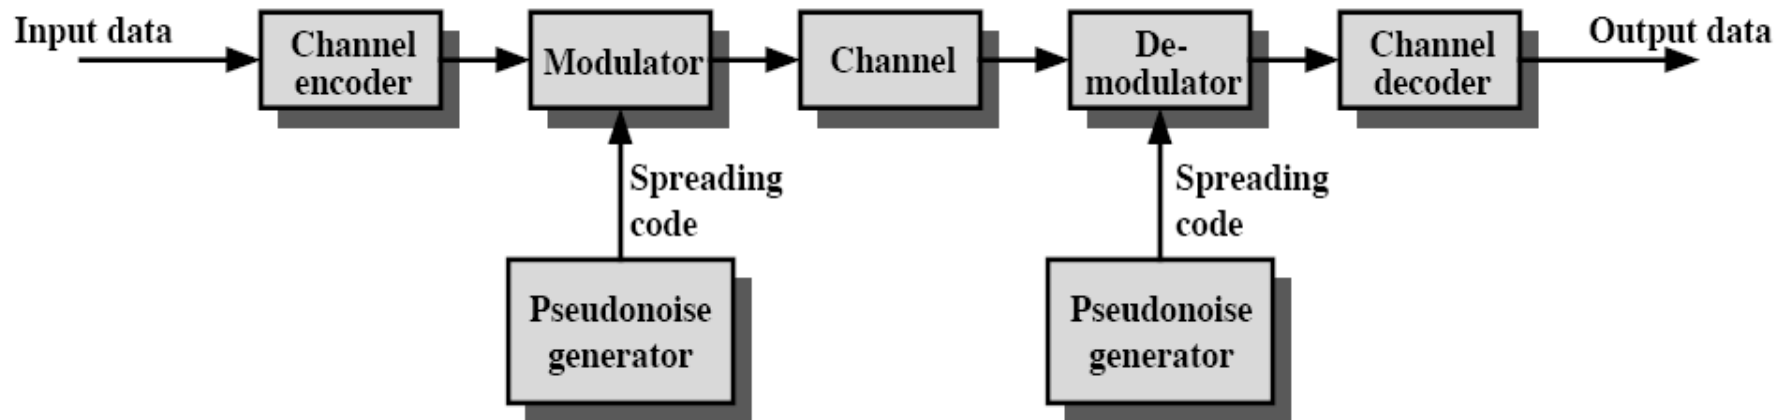 Input data
Channel
encoder
Modulator
Channel
De-
modulator
Channel
decoder
Output data
Spreading
code
Spreading
code
Pseudonoise
generator
Pseudonoise
generator